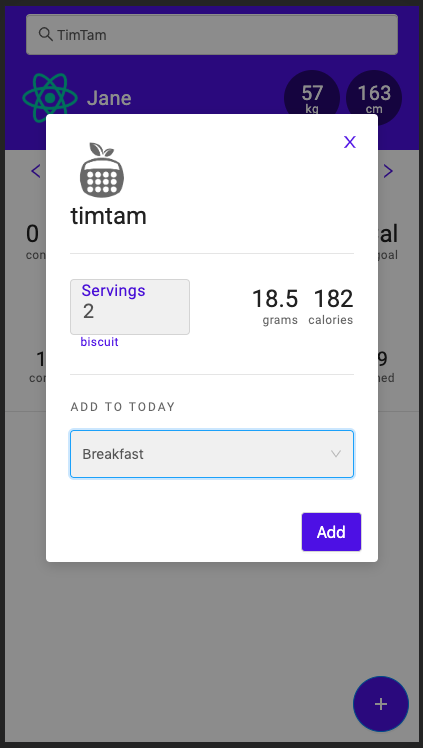 TimTam
Jane
57
kg
163
cm
X
timtam
0
al
Servings
2
18.5
182
con
goal
grams
calories
biscuit
1
9
con
ned
ADD TO TODAY
Breakfast
Add
+